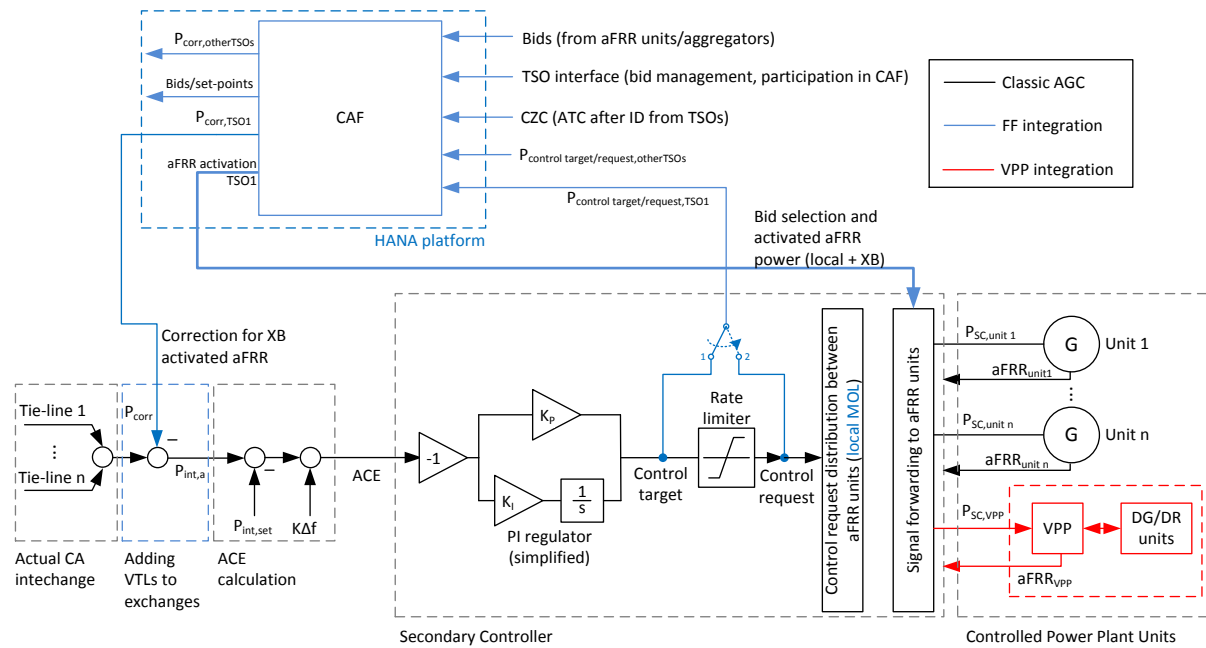 P_corr,otherTSOs
Bids/set-points
P_corr,TSO1
aFRR activation
TSO1
CAF
Bids (from aFRR units/aggregators)
TSO interface (bid management, participation in CAF)
CZC (ATC after ID from TSOs)
P_control target/request,otherTSOs
P_control target/request,TSO1
HANA platform
Classic AGC
FF integration
VPP integration
Bid selection and
activated aFRR
power (local + XB)
Correction for XB
activated aFRR
Tie-line 1
⋮
Tie-line n
P_corr
−
P_int,a
−
P_int,set
KΔf
ACE
Actual CA
intechange
Adding
VTLs to
exchanges
ACE
calculation
-1
K_P
K_I
1
s
PI regulator
(simplified)
Control
target
1
2
Rate
limiter
Control
request
Control request distribution between
aFRR units (local MOL)
Signal forwarding to aFRR units
Secondary Controller
P_SC,unit 1
G
Unit 1
aFRR_unit1
⋮
P_SC,unit n
G
Unit n
aFRR_unit n
P_SC,VPP
VPP
DG/DR
units
aFRR_VPP
Controlled Power Plant Units